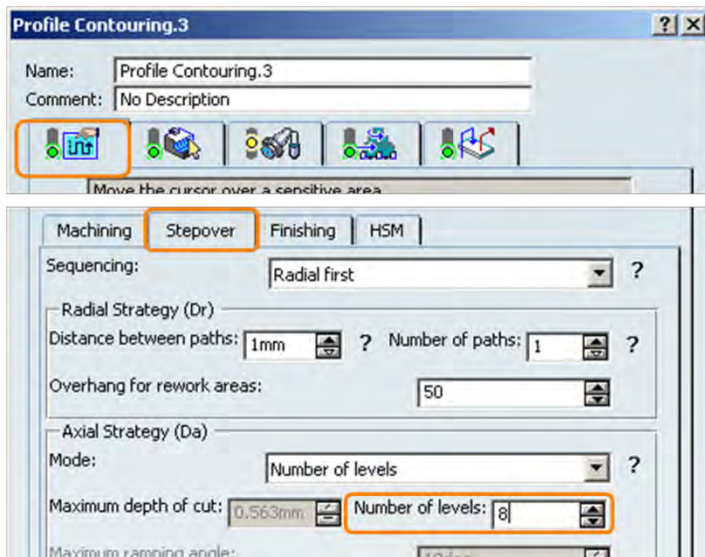 Profile Contouring.3 ? X
Name: Profile Contouring.3
Comment: No Description
Move the cursor over a sensitive area
Machining Stepover Finishing HSM
Sequencing: Radial first ?
Radial Strategy (Dr)
Distance between paths: 1mm ? Number of paths: 1 ?
Overhang for rework areas: 50
Axial Strategy (Da)
Mode: Number of levels ?
Maximum depth of cut: 0.563mm Number of levels: 8
Maximum ramping angle: